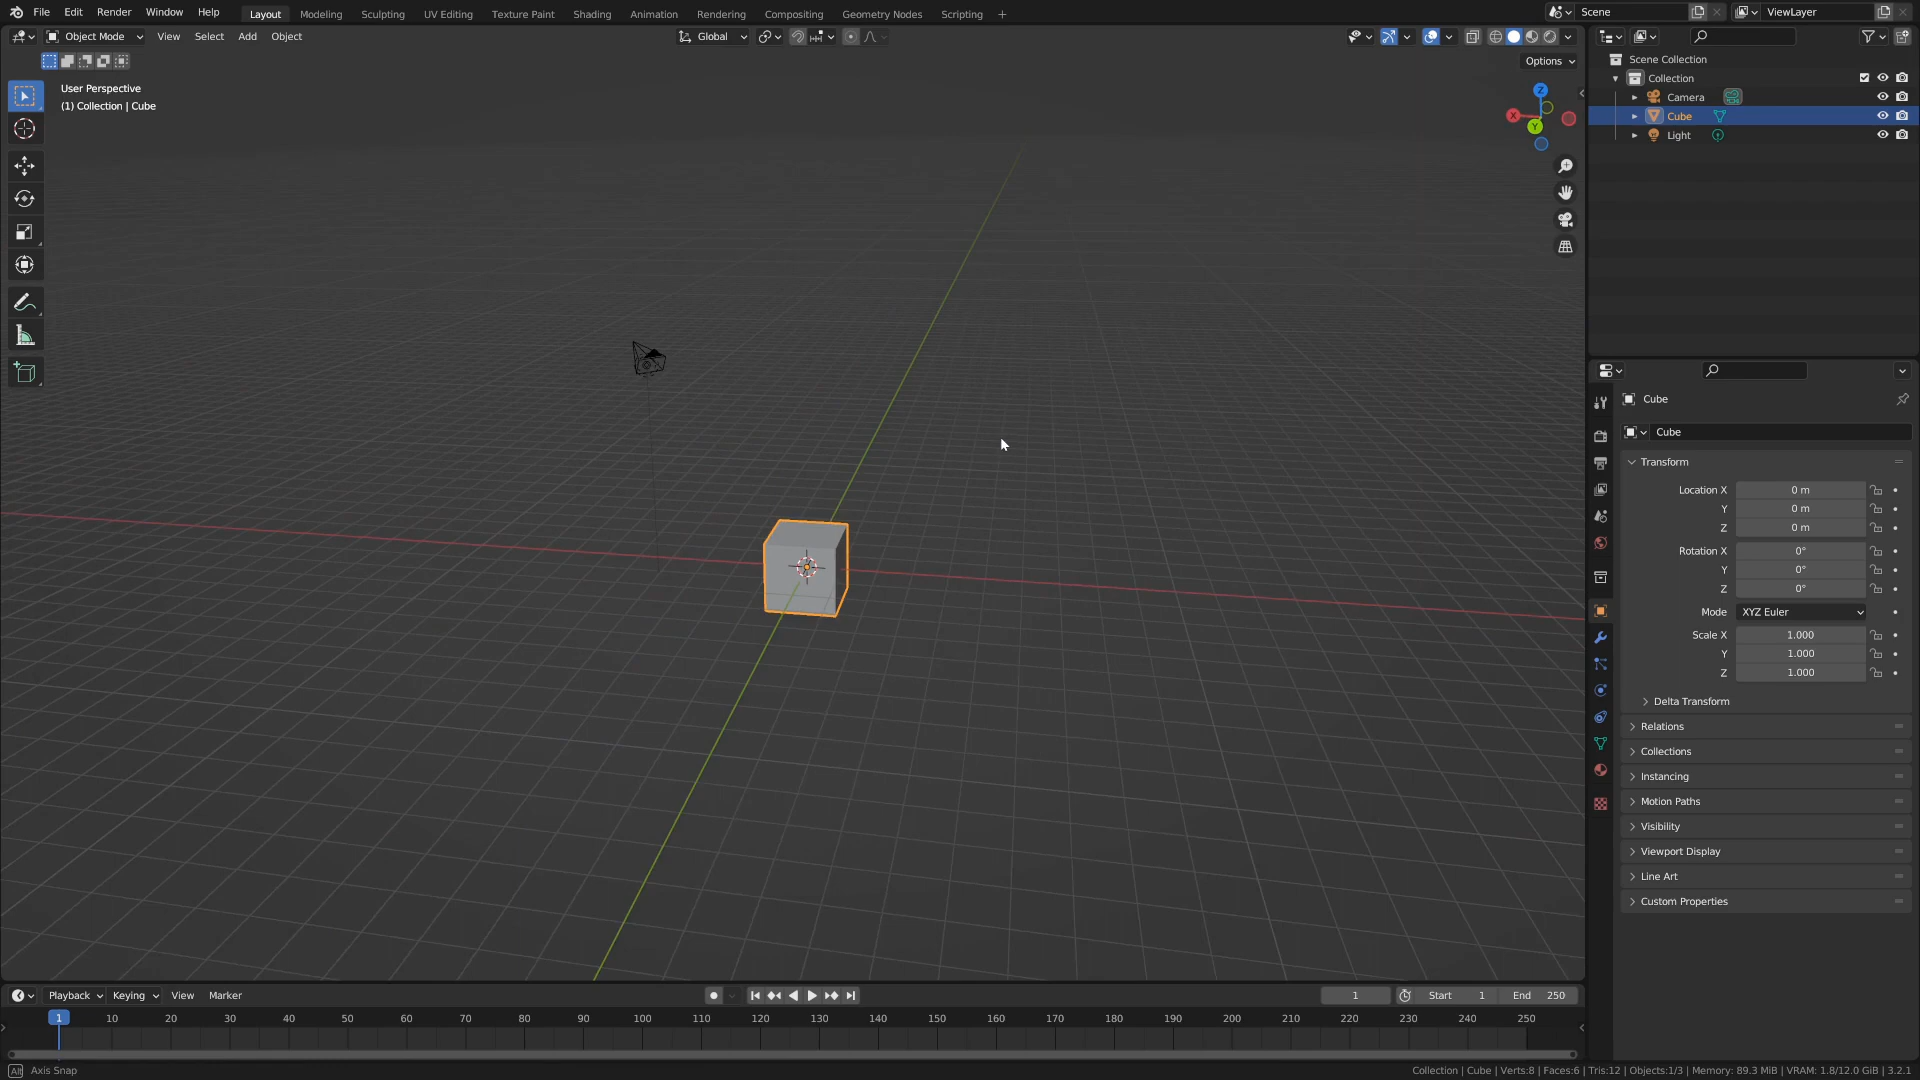 File Edit Render Window Help Layout Modeling Sculpting UV Editing Texture Paint Shading Animation Rendering Compositing Geometry Nodes Scripting + Scene ViewLayer
Object Mode View Select Add Object Global
Options
User Perspective
(1) Collection | Cube
Z
X
Y
Scene Collection
Collection
Camera
Cube
Light
Cube
Cube
Transform
Location X 0 m
Y 0 m
Z 0 m
Rotation X 0°
Y 0°
Z 0°
Mode XYZ Euler
Scale X 1.000
Y 1.000
Z 1.000
Delta Transform
Relations
Collections
Instancing
Motion Paths
Visibility
Viewport Display
Line Art
Custom Properties
Playback Keying View Marker 1 Start 1 End 250
1 10 20 30 40 50 60 70 80 90 100 110 120 130 140 150 160 170 180 190 200 210 220 230 240 250
Alt Axis Snap
Collection | Cube | Verts:8 | Faces:6 | Tris:12 | Objects:1/3 | Memory: 89.3 MiB | VRAM: 1.8/12.0 GiB | 3.2.1